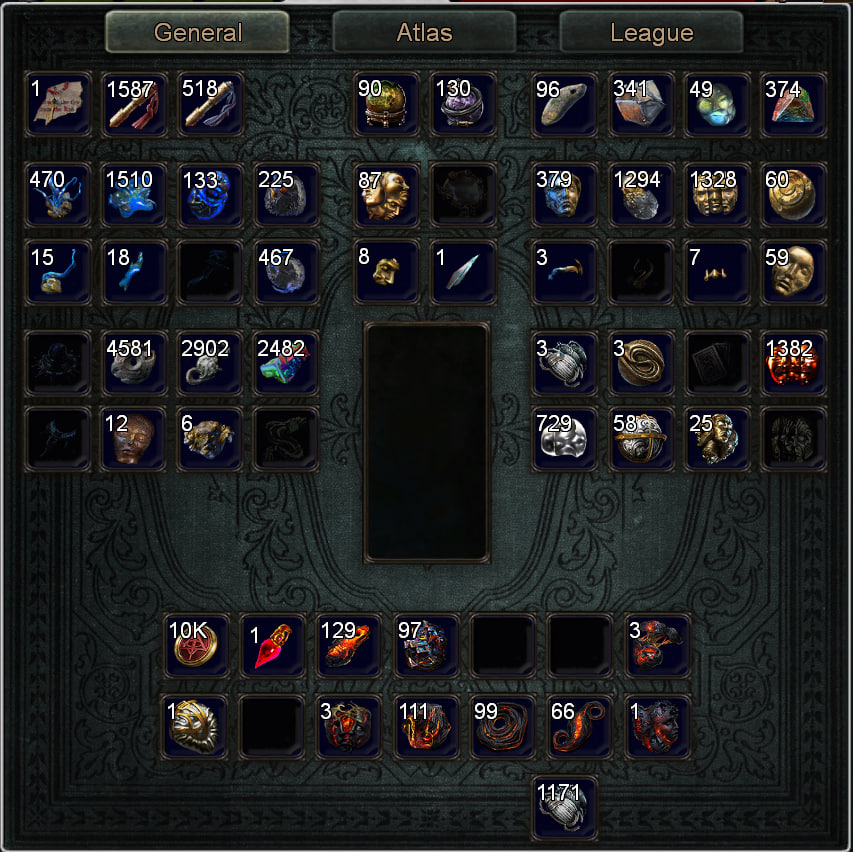 General Atlas League
1 1587 518 90 130 96 341 49 374
470 1510 133 225 87 379 1294 1328 60
15 18 467 8 1 3 7 59
4581 2902 2482 3 3 1382
12 6 729 58 25
10K 1 129 97 3
1 3 111 99 66 1
1171